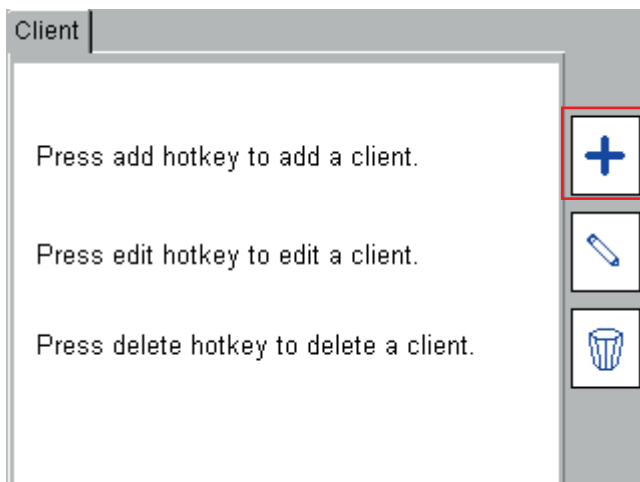 Client
Press add hotkey to add a client.
Press edit hotkey to edit a client.
Press delete hotkey to delete a client.